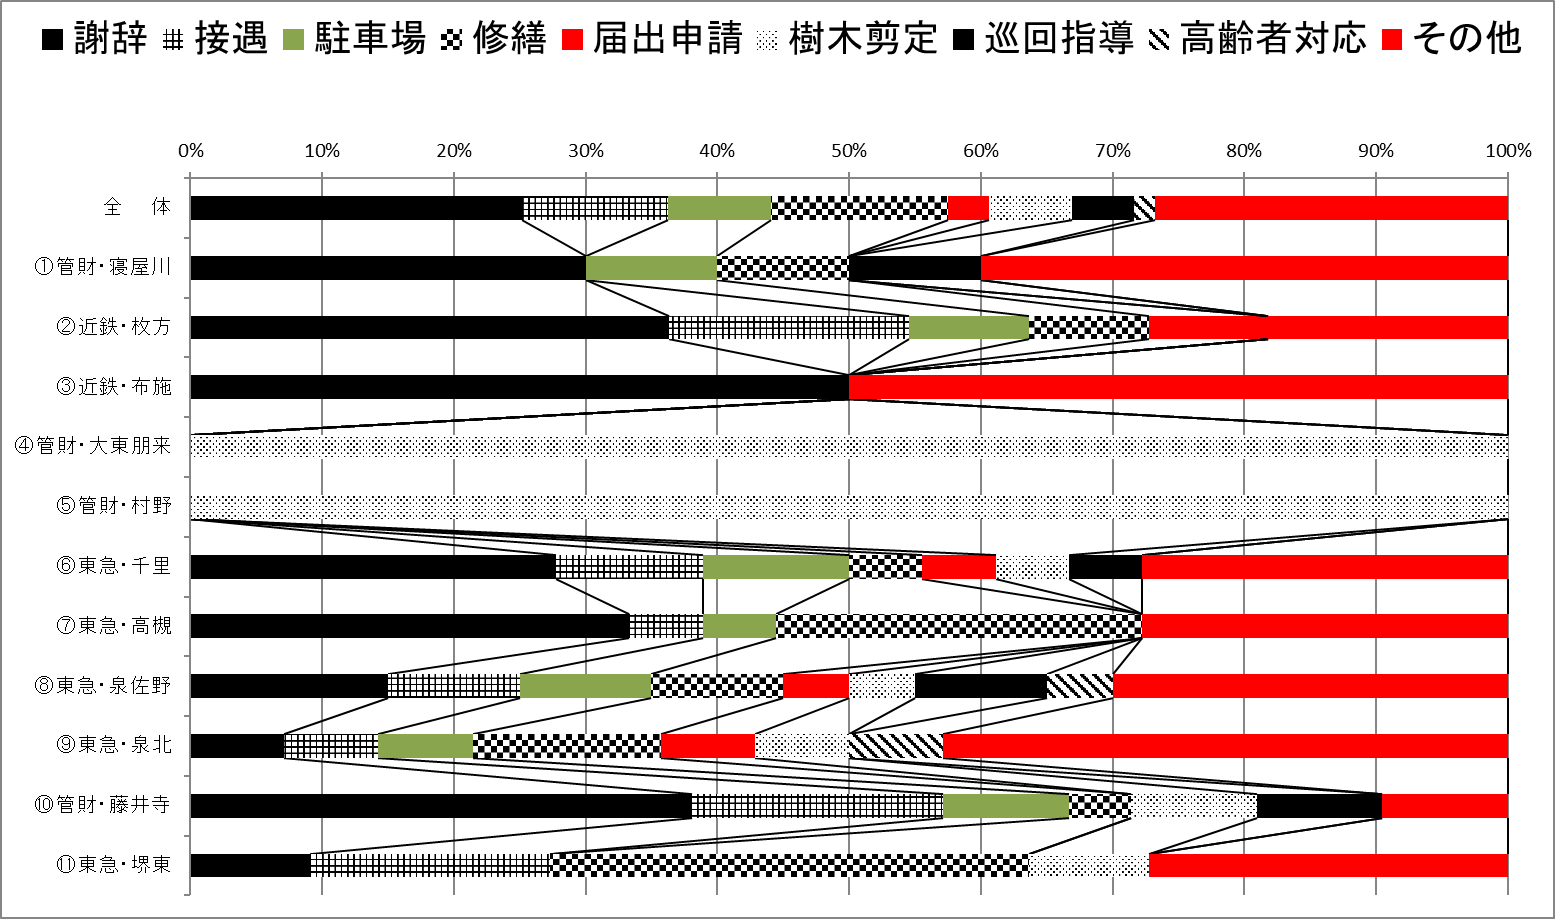 謝辞 接遇 駐車場 修繕 届出申請 樹木剪定 巡回指導 高齢者対応 その他
0% 10% 20% 30% 40% 50% 60% 70% 80% 90% 100%
全　体
①管財・寝屋川
②近鉄・枚方
③近鉄・布施
④管財・大東朋来
⑤管財・村野
⑥東急・千里
⑦東急・高槻
⑧東急・泉佐野
⑨東急・泉北
⑩管財・藤井寺
⑪東急・堺東